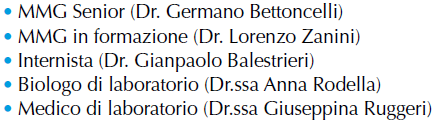 • MMG Senior (Dr. Germano Bettoncelli)
• MMG in formazione (Dr. Lorenzo Zanini)
• Internista (Dr. Gianpaolo Balestrieri)
• Biologo di laboratorio (Dr.ssa Anna Rodella)
• Medico di laboratorio (Dr.ssa Giuseppina Ruggeri)